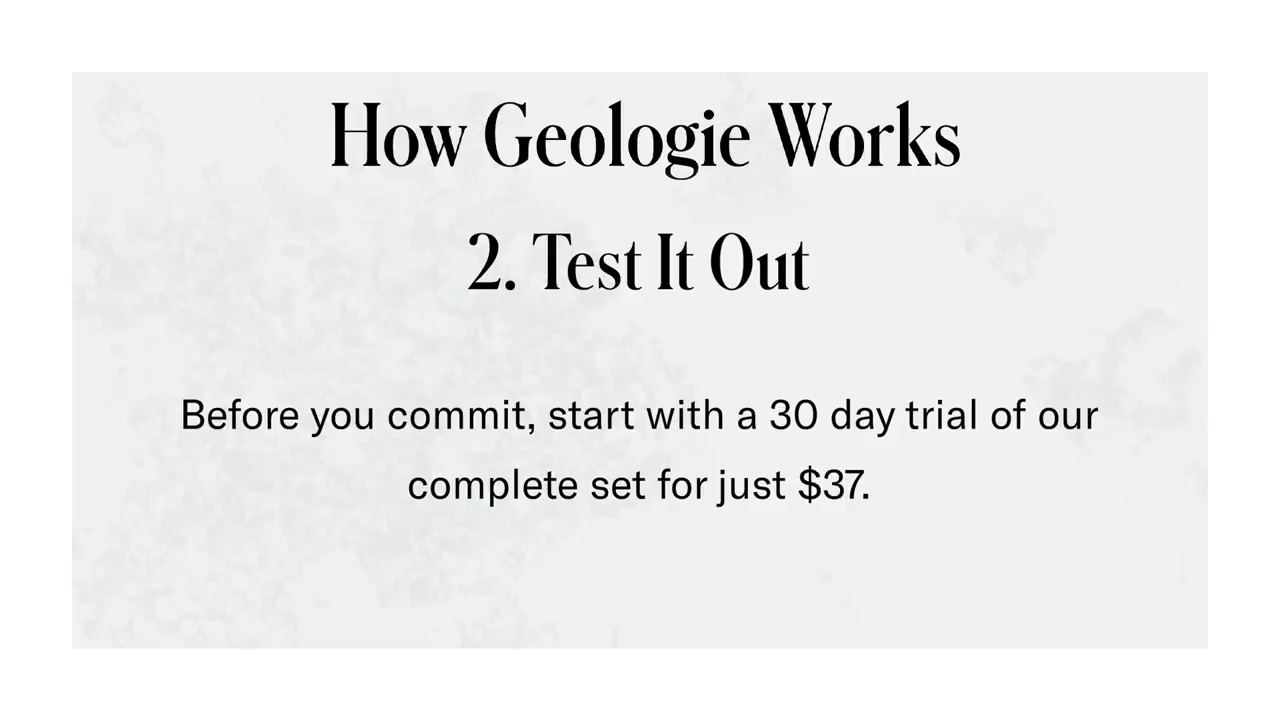 How Geologie Works
2. Test It Out
Before you commit, start with a 30 day trial of our
complete set for just $37.